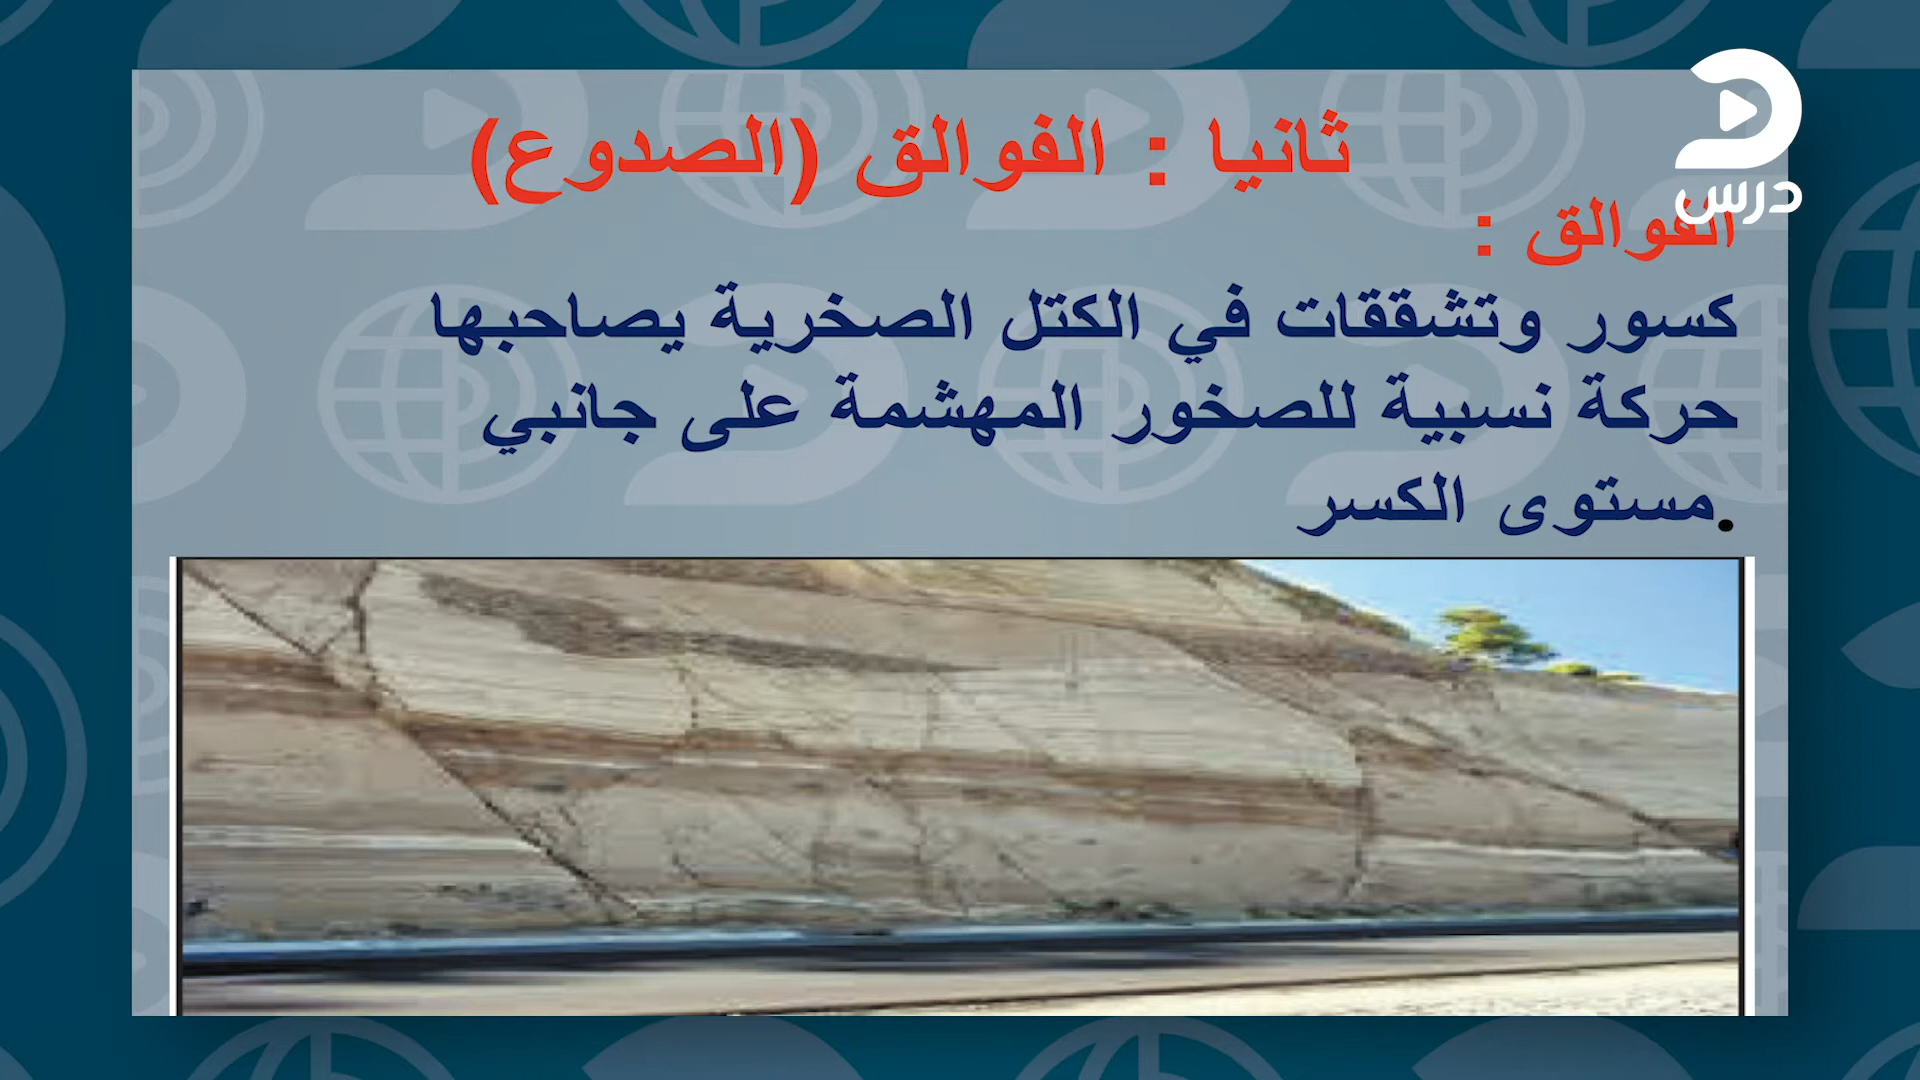 درس
ثانيا : الفوالق (الصدوع)
الفوالق :
كسور وتشققات في الكتل الصخرية يصاحبها
حركة نسبية للصخور المهشمة على جانبي
مستوى الكسر.